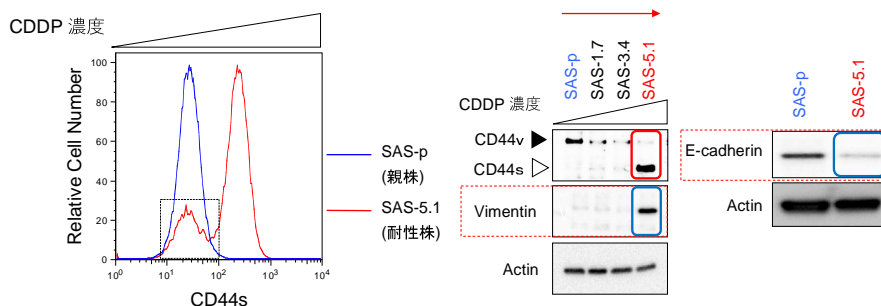 CDDP 濃度
Relative Cell Number
100
80
60
40
20
0
10⁰
10¹
10²
10³
10⁴
CD44s
SAS-p
(親株)
SAS-5.1
(耐性株)
SAS-p
SAS-1.7
SAS-3.4
SAS-5.1
CDDP 濃度
CD44v
CD44s
Vimentin
Actin
SAS-p
SAS-5.1
E-cadherin
Actin